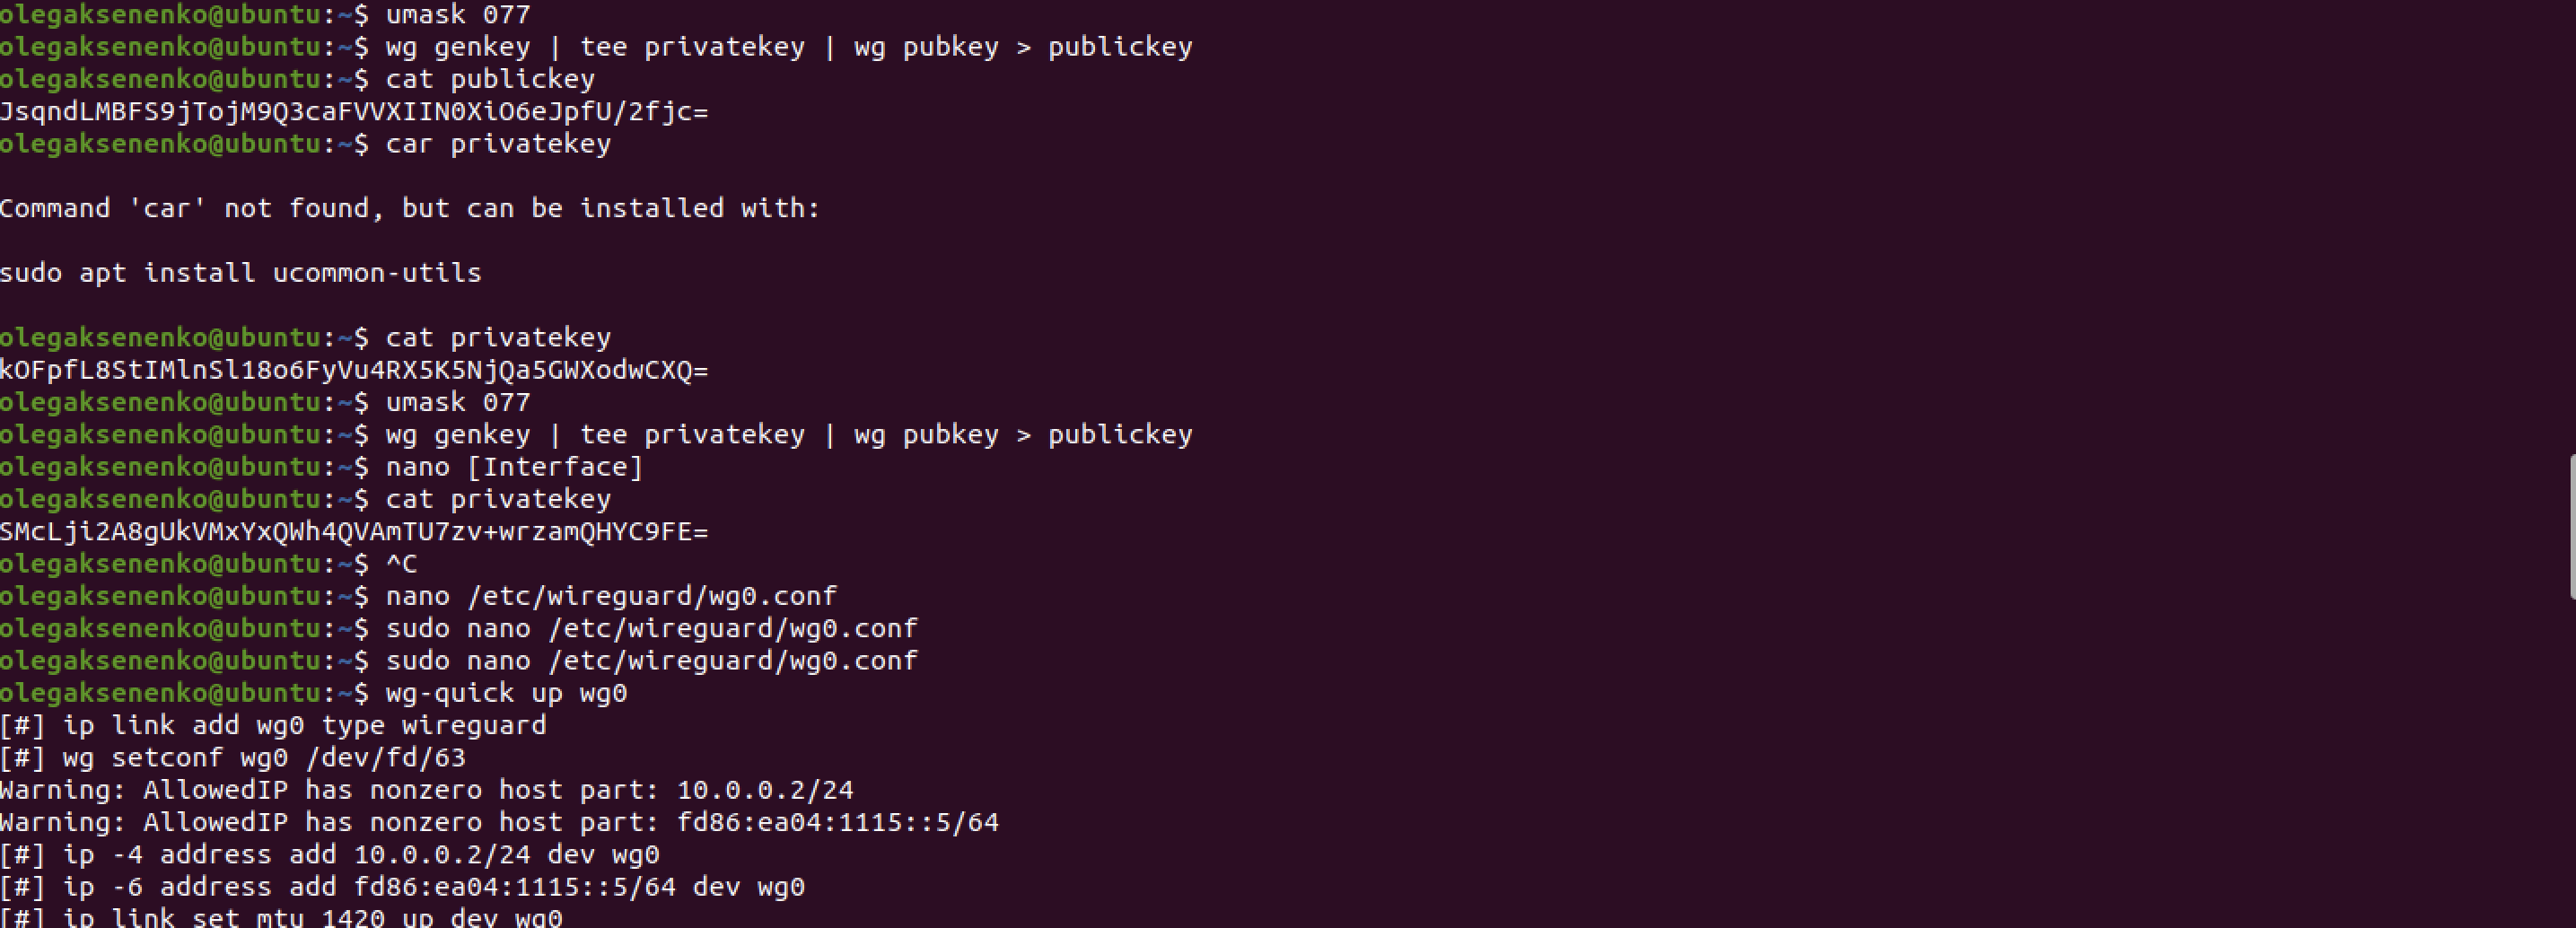 olegaksenenko@ubuntu:~$ umask 077
olegaksenenko@ubuntu:~$ wg genkey | tee privatekey | wg pubkey > publickey
olegaksenenko@ubuntu:~$ cat publickey
JsqndLMBFS9jTojM9Q3caFVVXIIN0XiO6eJpfU/2fjc=
olegaksenenko@ubuntu:~$ car privatekey
Command 'car' not found, but can be installed with:
sudo apt install ucommon-utils
olegaksenenko@ubuntu:~$ cat privatekey
kOFpfL8StIMlnSl18o6FyVu4RX5K5NjQa5GWXodwCXQ=
olegaksenenko@ubuntu:~$ umask 077
olegaksenenko@ubuntu:~$ wg genkey | tee privatekey | wg pubkey > publickey
olegaksenenko@ubuntu:~$ nano [Interface]
olegaksenenko@ubuntu:~$ cat privatekey
SMcLji2A8gUkVMxYxQWh4QVAmTU7zv+wrzamQHYC9FE=
olegaksenenko@ubuntu:~$ ^C
olegaksenenko@ubuntu:~$ nano /etc/wireguard/wg0.conf
olegaksenenko@ubuntu:~$ sudo nano /etc/wireguard/wg0.conf
olegaksenenko@ubuntu:~$ sudo nano /etc/wireguard/wg0.conf
olegaksenenko@ubuntu:~$ wg-quick up wg0
[#] ip link add wg0 type wireguard
[#] wg setconf wg0 /dev/fd/63
Warning: AllowedIP has nonzero host part: 10.0.0.2/24
Warning: AllowedIP has nonzero host part: fd86:ea04:1115::5/64
[#] ip -4 address add 10.0.0.2/24 dev wg0
[#] ip -6 address add fd86:ea04:1115::5/64 dev wg0
[#] ip link set mtu 1420 up dev wg0